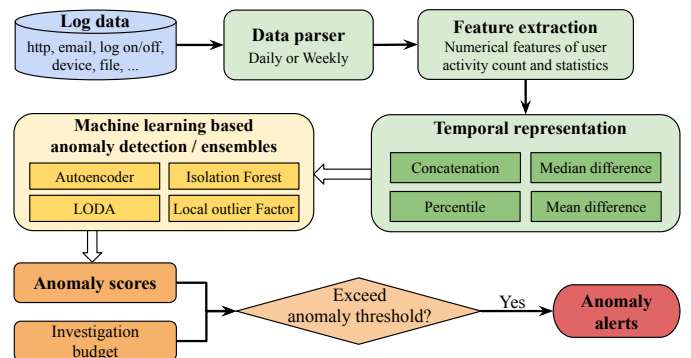 Log data
http, email, log on/off,
device, file, ...
Data parser
Daily or Weekly
Feature extraction
Numerical features of user
activity count and statistics
Machine learning based
anomaly detection / ensembles
Autoencoder
Isolation Forest
LODA
Local outlier Factor
Temporal representation
Concatenation
Median difference
Percentile
Mean difference
Anomaly scores
Investigation
budget
Exceed
anomaly threshold?
Yes
Anomaly
alerts